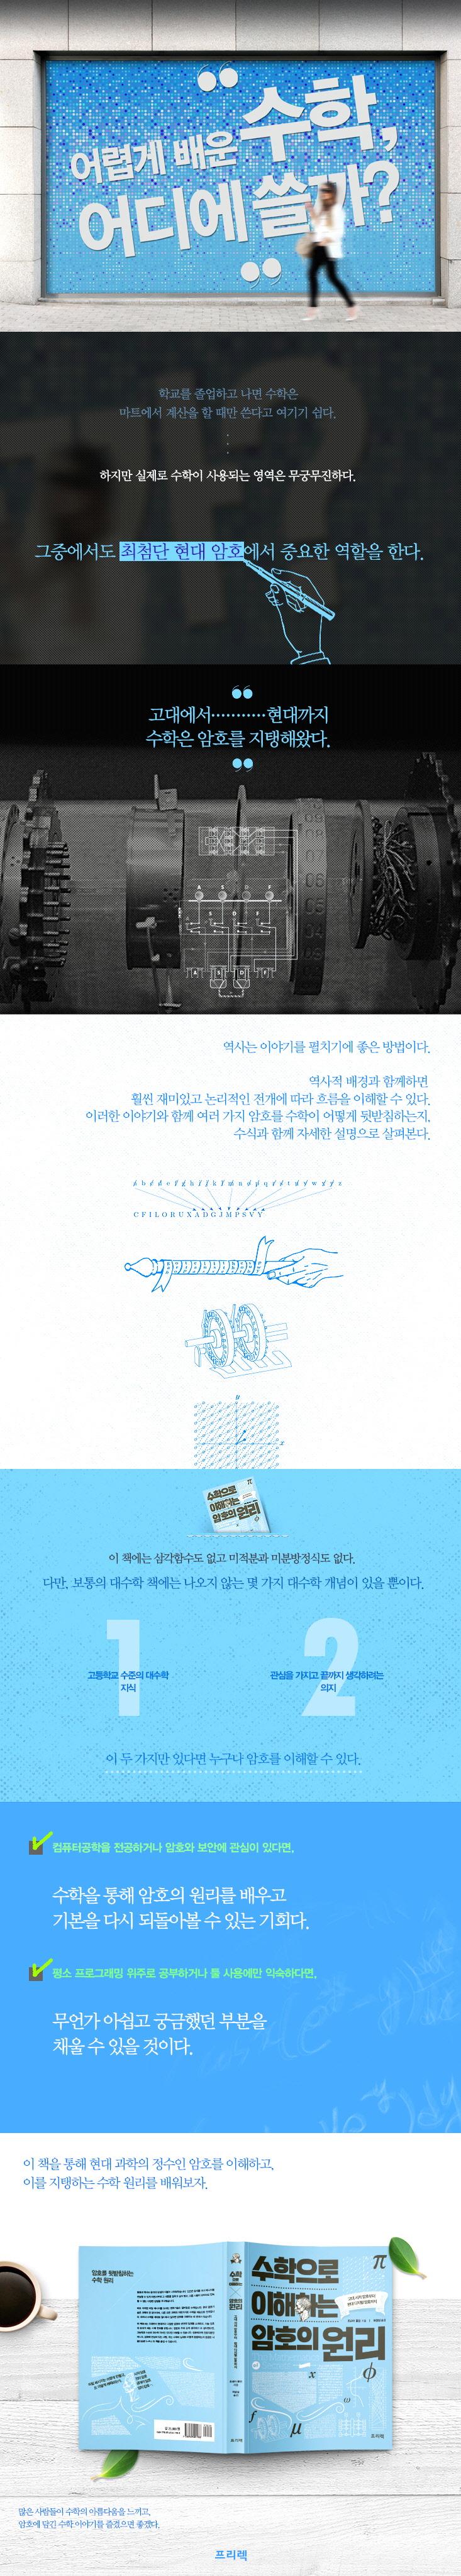 “
어렵게 배운 수학,
어디에 쓸까?
”
학교를 졸업하고 나면 수학은
마트에서 계산을 할 때만 쓴다고 여기기 쉽다.
하지만 실제로 수학이 사용되는 영역은 무궁무진하다.
그중에서도 최첨단 현대 암호에서 중요한 역할을 한다.
“
고대에서···········현대까지
수학은 암호를 지탱해왔다.
”
A S D F
A S D F
역사는 이야기를 펼치기에 좋은 방법이다.
역사적 배경과 함께하면
훨씬 재미있고 논리적인 전개에 따라 흐름을 이해할 수 있다.
이러한 이야기와 함께 여러 가지 암호를 수학이 어떻게 뒷받침하는지,
수식과 함께 자세한 설명으로 살펴본다.
C F I L O R U X A D G J M P S V Y
y
x
수학으로
이해하는
암호의 원리
π
이 책에는 삼각함수도 없고 미적분과 미분방정식도 없다.
다만, 보통의 대수학 책에는 나오지 않는 몇 가지 대수학 개념이 있을 뿐이다.
1
고등학교 수준의 대수학
지식
2
관심을 가지고 끝까지 생각하려는
의지
이 두 가지만 있다면 누구나 암호를 이해할 수 있다.
컴퓨터공학을 전공하거나 암호와 보안에 관심이 있다면,
수학을 통해 암호의 원리를 배우고
기본을 다시 되돌아볼 수 있는 기회다.
평소 프로그래밍 위주로 공부하거나 툴 사용에만 익숙하다면,
무언가 아쉽고 궁금했던 부분을
채울 수 있을 것이다.
이 책을 통해 현대 과학의 정수인 암호를 이해하고,
이를 지탱하는 수학 원리를 배워보자.
암호를 뒷받침하는
수학 원리
수학으로
이해하는
암호의 원리
π
x
ϕ
ω
f
μ
프리렉
많은 사람들이 수학의 아름다움을 느끼고,
암호에 담긴 수학 이야기를 즐겼으면 좋겠다.
프리렉